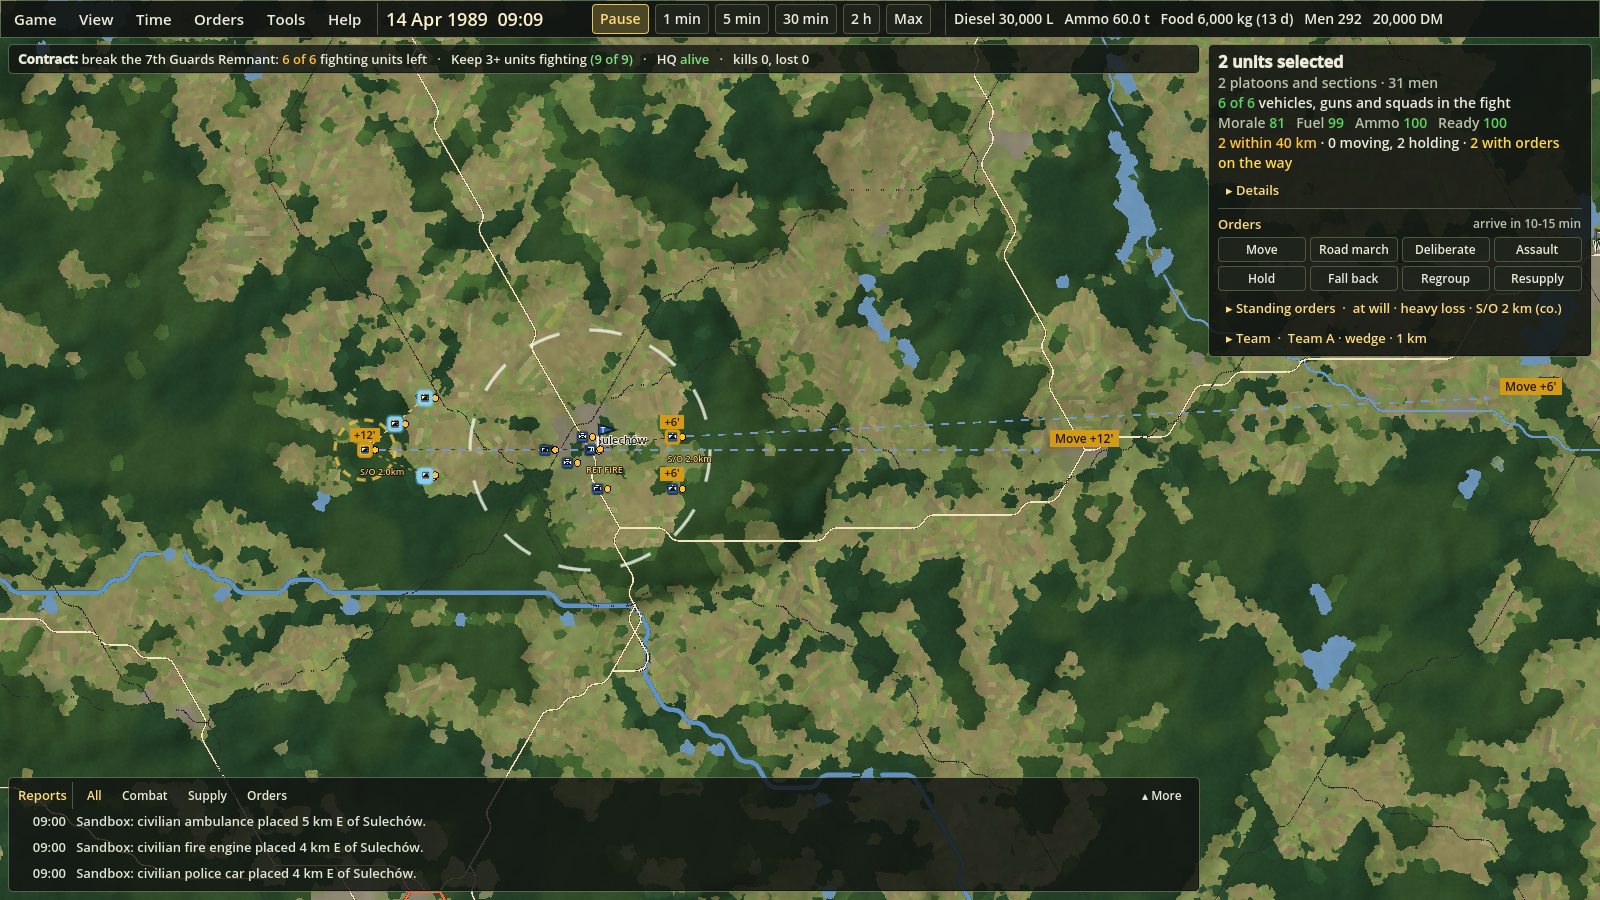 Game View Time Orders Tools Help 14 Apr 1989 09:09 Pause 1 min 5 min 30 min 2 h Max Diesel 30,000 L Ammo 60.0 t Food 6,000 kg (13 d) Men 292 20,000 DM
Contract: break the 7th Guards Remnant: 6 of 6 fighting units left · Keep 3+ units fighting (9 of 9) · HQ alive · kills 0, lost 0
2 units selected
2 platoons and sections · 31 men
6 of 6 vehicles, guns and squads in the fight
Morale 81 Fuel 99 Ammo 100 Ready 100
2 within 40 km · 0 moving, 2 holding · 2 with orders
on the way
▸ Details
Orders arrive in 10-15 min
Move Road march Deliberate Assault
Hold Fall back Regroup Resupply
▸ Standing orders · at will · heavy loss · S/O 2 km (co.)
▸ Team · Team A · wedge · 1 km
Move +6'
+6'
+12'
Sulechów
Move +12'
S/O 2.0km
S/O 2.0km
RET FIRE
+6'
Reports All Combat Supply Orders ▴ More
09:00 Sandbox: civilian ambulance placed 5 km E of Sulechów.
09:00 Sandbox: civilian fire engine placed 4 km E of Sulechów.
09:00 Sandbox: civilian police car placed 4 km E of Sulechów.